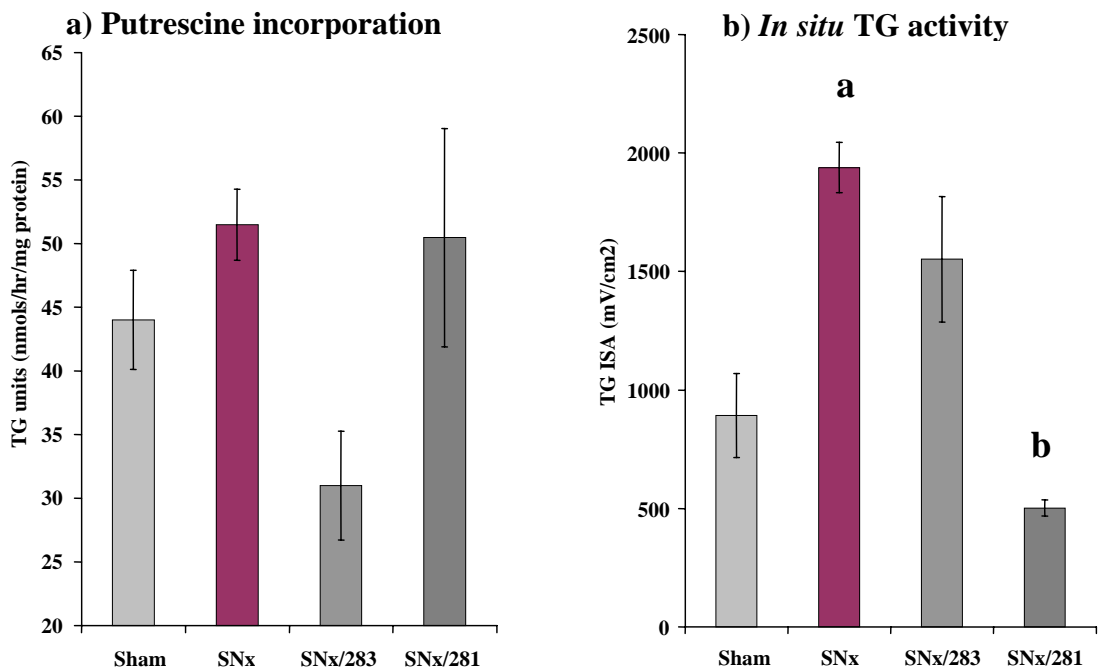 a) Putrescine incorporation
TG units (nmols/hr/mg protein)
65
60
55
50
45
40
35
30
25
20
Sham SNx SNx/283 SNx/281
b) In situ TG activity
TG ISA (mV/cm2)
2500
2000
1500
1000
500
0
a
b
Sham SNx SNx/283 SNx/281